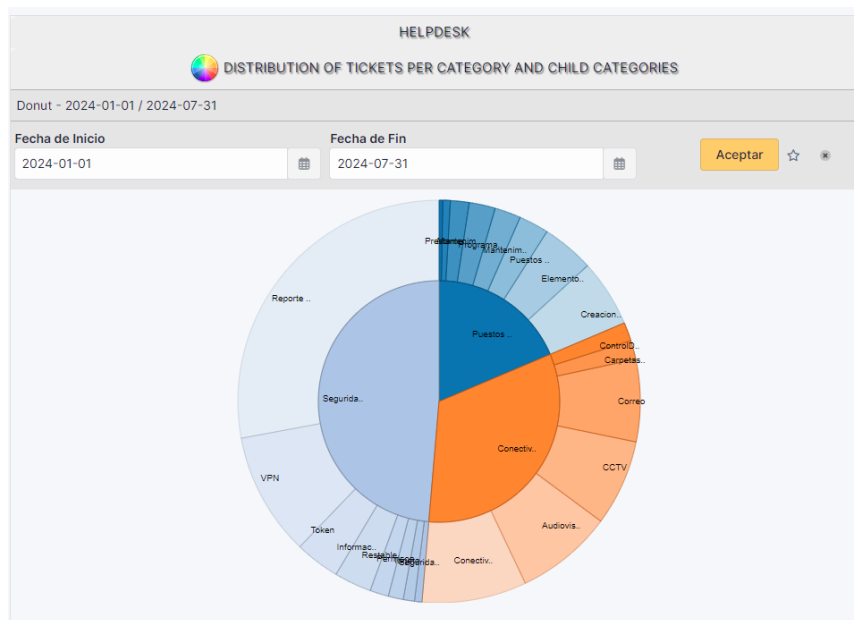 HELPDESK
DISTRIBUTION OF TICKETS PER CATEGORY AND CHILD CATEGORIES
Donut - 2024-01-01 / 2024-07-31
Fecha de Inicio
Fecha de Fin
2024-01-01
2024-07-31
Aceptar
Programa..
Mantenim..
Puestos ..
Elemento..
Creacion..
Reporte ..
Puestos ..
ControlD..
Carpetas..
Segurida..
Correo
Conectiv..
CCTV
VPN
Audiovis..
Token
Informac..
Conectiv..